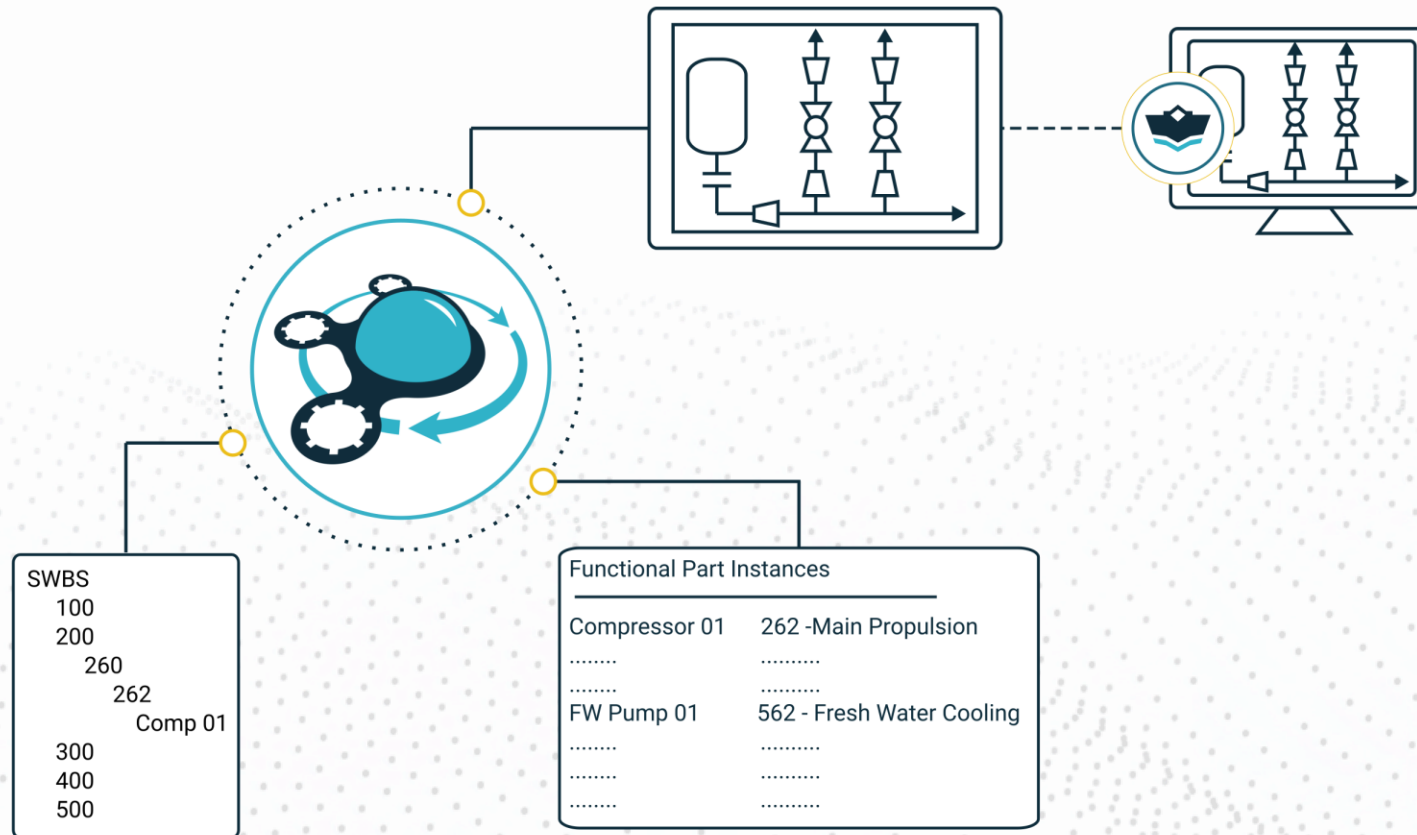 SWBS
100
200
260
262
Comp 01
300
400
500
Functional Part Instances
Compressor 01 262 -Main Propulsion
........ ..........
........ ..........
FW Pump 01 562 - Fresh Water Cooling
........ ..........
........ ..........
........ ..........